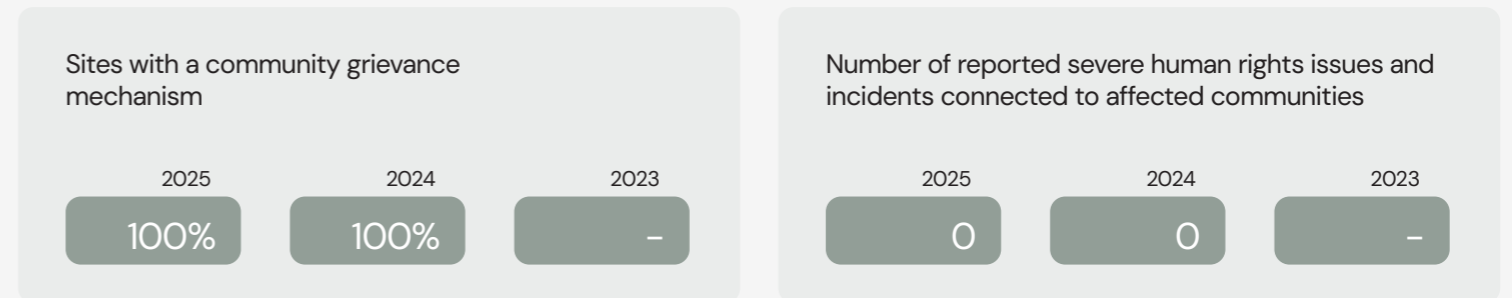 Sites with a community grievance
mechanism
2025 2024 2023
100% 100% –
Number of reported severe human rights issues and
incidents connected to affected communities
2025 2024 2023
0 0 –